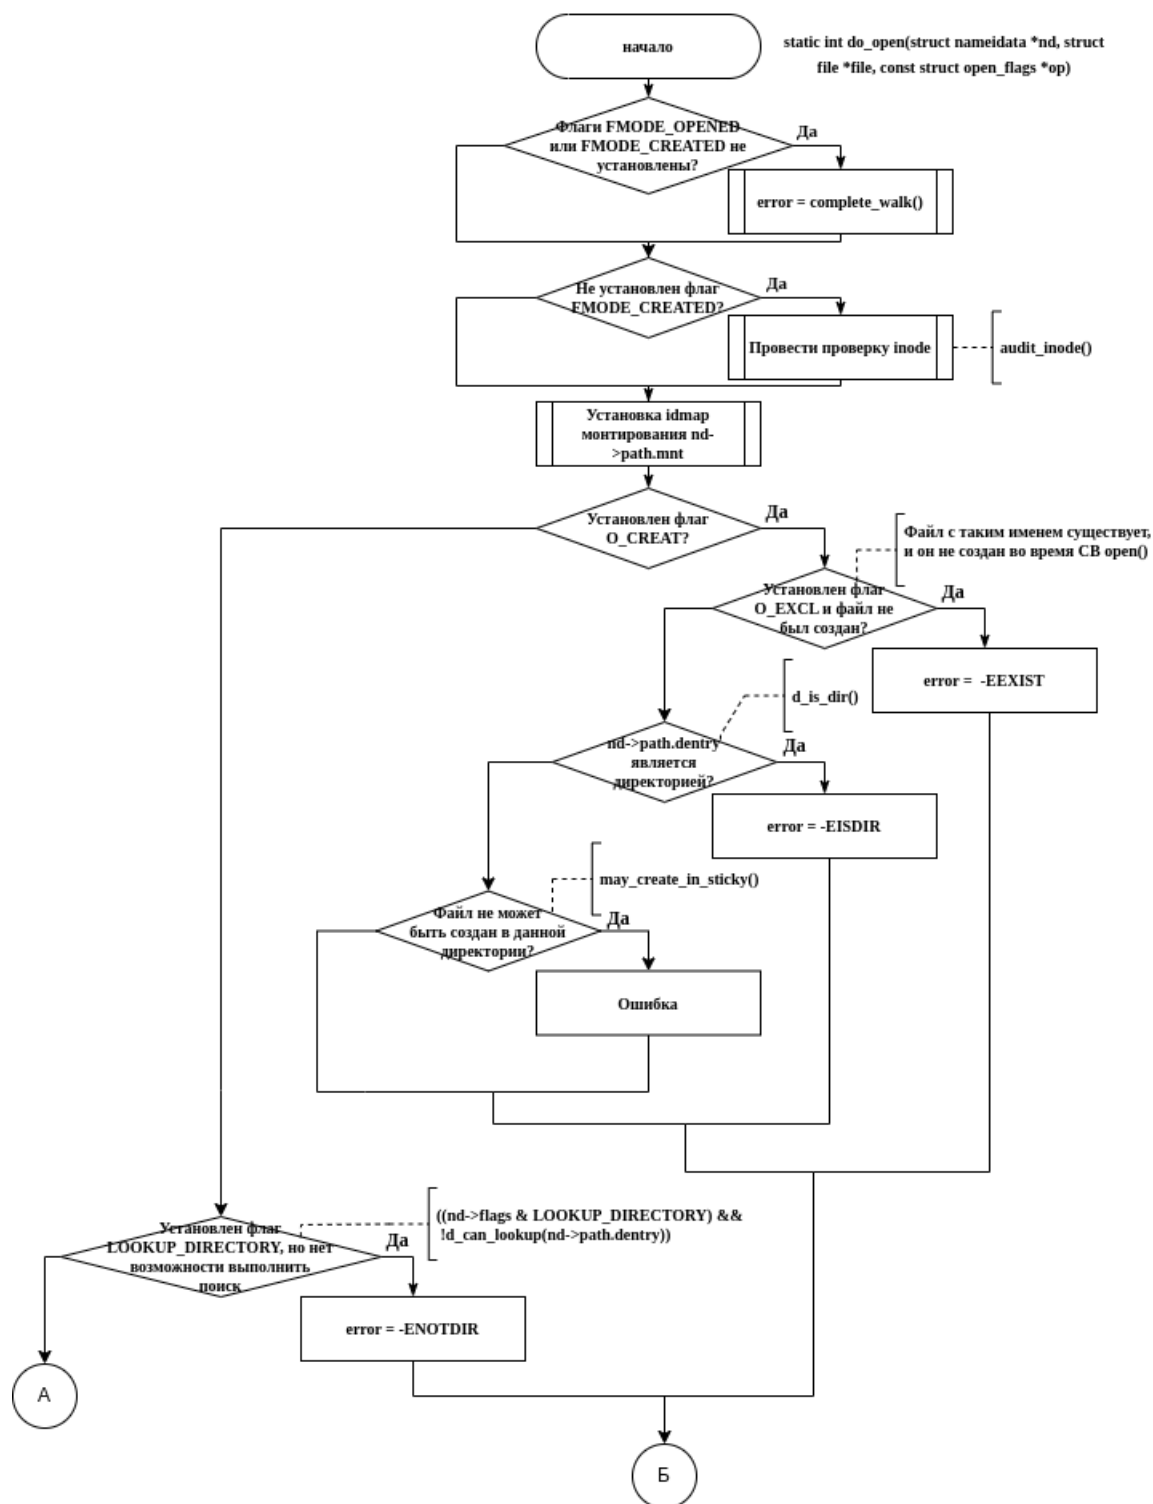 начало
static int do_open(struct nameidata *nd, struct
file *file, const struct open_flags *op)
Флаги FMODE_OPENED
или FMODE_CREATED не
установлены?
Да
error = complete_walk()
Не установлен флаг
FMODE_CREATED?
Да
Провести проверку inode
audit_inode()
Установка idmap
монтирования nd-
>path.mnt
Установлен флаг
O_CREAT?
Да
Файл с таким именем существует,
и он не создан во время СВ open()
Установлен флаг
O_EXCL и файл не
был создан?
Да
error =  -EEXIST
d_is_dir()
nd->path.dentry
является
директорией?
Да
error = -EISDIR
may_create_in_sticky()
Файл не может
быть создан в данной
директории?
Да
Ошибка
((nd->flags & LOOKUP_DIRECTORY) &&
!d_can_lookup(nd->path.dentry))
Установлен флаг
LOOKUP_DIRECTORY, но нет
возможности выполнить
поиск
Да
error = -ENOTDIR
А
Б